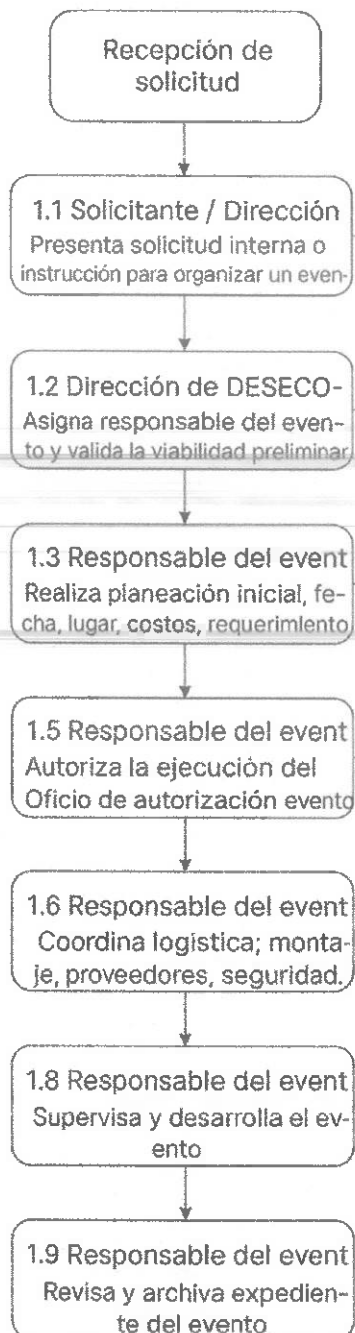 Recepción de
solicitud
1.1 Solicitante / Dirección
Presenta solicitud interna o
instrucción para organizar un even-
1.2 Dirección de DESECO-
Asigna responsable del even-
to y valida la viabilidad preliminar
1.3 Responsable del event
Realiza planeación inicial, fe-
cha, lugar, costos, requerimiento
1.5 Responsable del event
Autoriza la ejecución del
Oficio de autorización evento
1.6 Responsable del event
Coordina logística; monta-
je, proveedores, seguridad.
1.8 Responsable del event
Supervisa y desarrolla el ev-
ento
1.9 Responsable del event
Revisa y archiva expedien-
te del evento